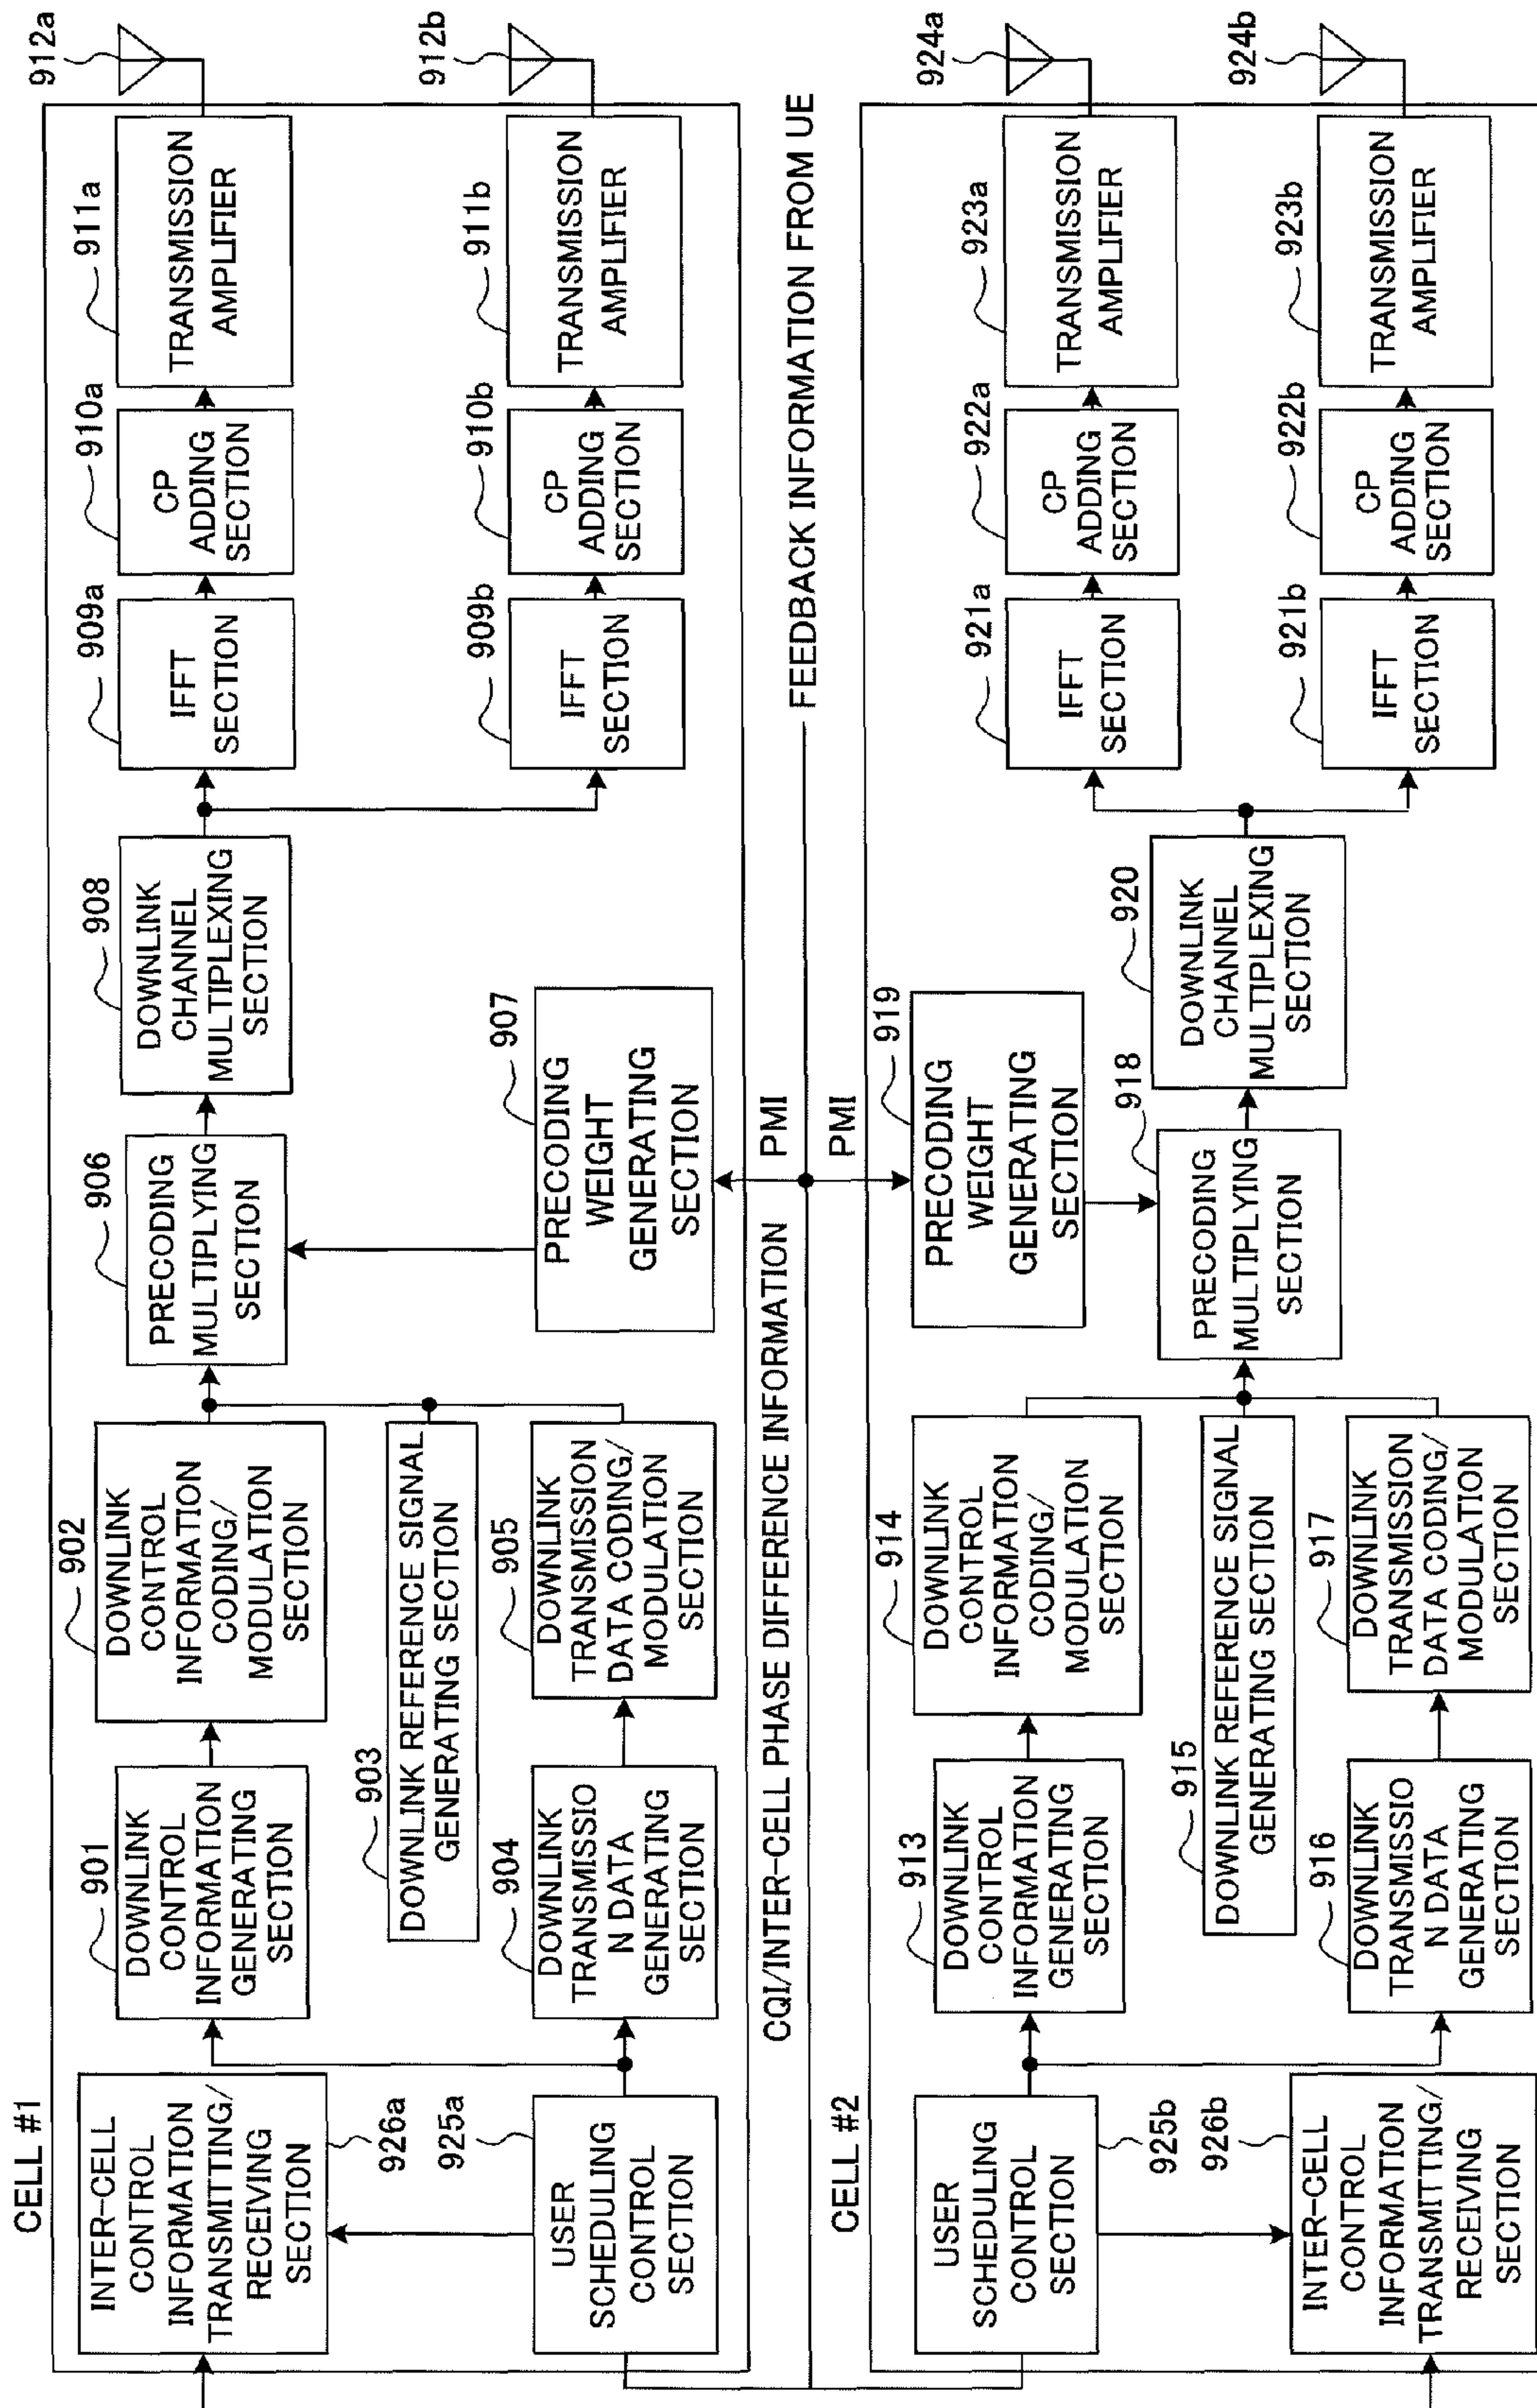 CELL #1
INTER-CELL
CONTROL
INFORMATION
TRANSMITTING/
RECEIVING
SECTION
926a
925a
USER
SCHEDULING
CONTROL
SECTION
901
DOWNLINK
CONTROL
INFORMATION
GENERATING
SECTION
902
DOWNLINK
CONTROL
INFORMATION
CODING/
MODULATION
SECTION
903
DOWNLINK REFERENCE SIGNAL
GENERATING SECTION
904
DOWNLINK
TRANSMISSIO
N DATA
GENERATING
SECTION
905
DOWNLINK
TRANSMISSION
DATA CODING/
MODULATION
SECTION
906
PRECODING
MULTIPLYING
SECTION
907
PRECODING
WEIGHT
GENERATING
SECTION
908
DOWNLINK
CHANNEL
MULTIPLEXING
SECTION
909a
IFFT
SECTION
910a
CP
ADDING
SECTION
911a
TRANSMISSION
AMPLIFIER
912a
909b
IFFT
SECTION
910b
CP
ADDING
SECTION
911b
TRANSMISSION
AMPLIFIER
912b
CQI/INTER-CELL PHASE DIFFERENCE INFORMATION
PMI
PMI
FEEDBACK INFORMATION FROM UE
CELL #2
USER
SCHEDULING
CONTROL
SECTION
925b
926b
INTER-CELL
CONTROL
INFORMATION
TRANSMITTING/
RECEIVING
SECTION
913
DOWNLINK
CONTROL
INFORMATION
GENERATING
SECTION
914
DOWNLINK
CONTROL
INFORMATION
CODING/
MODULATION
SECTION
915
DOWNLINK REFERENCE SIGNAL
GENERATING SECTION
916
DOWNLINK
TRANSMISSIO
N DATA
GENERATING
SECTION
917
DOWNLINK
TRANSMISSION
DATA CODING/
MODULATION
SECTION
918
PRECODING
MULTIPLYING
SECTION
919
PRECODING
WEIGHT
GENERATING
SECTION
920
DOWNLINK
CHANNEL
MULTIPLEXING
SECTION
921a
IFFT
SECTION
922a
CP
ADDING
SECTION
923a
TRANSMISSION
AMPLIFIER
924a
921b
IFFT
SECTION
922b
CP
ADDING
SECTION
923b
TRANSMISSION
AMPLIFIER
924b